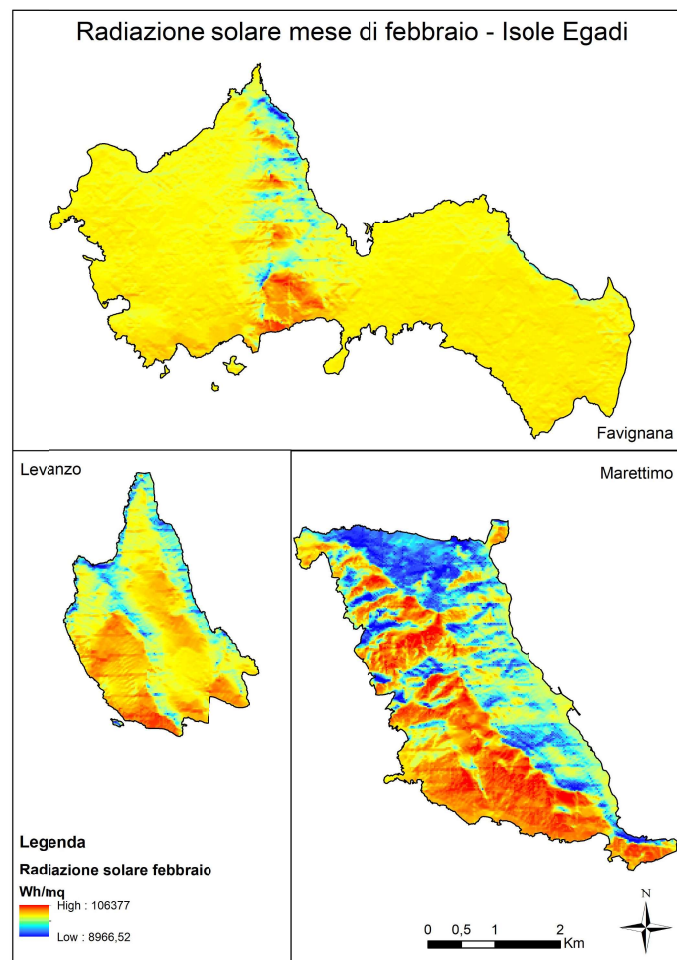 Radiazione solare mese di febbraio - Isole Egadi
Favignana
Levanzo
Marettimo
Legenda
Radiazione solare febbraio
Wh/mq
High : 106377
Low : 8966,52
N
0 0,5 1 2
Km